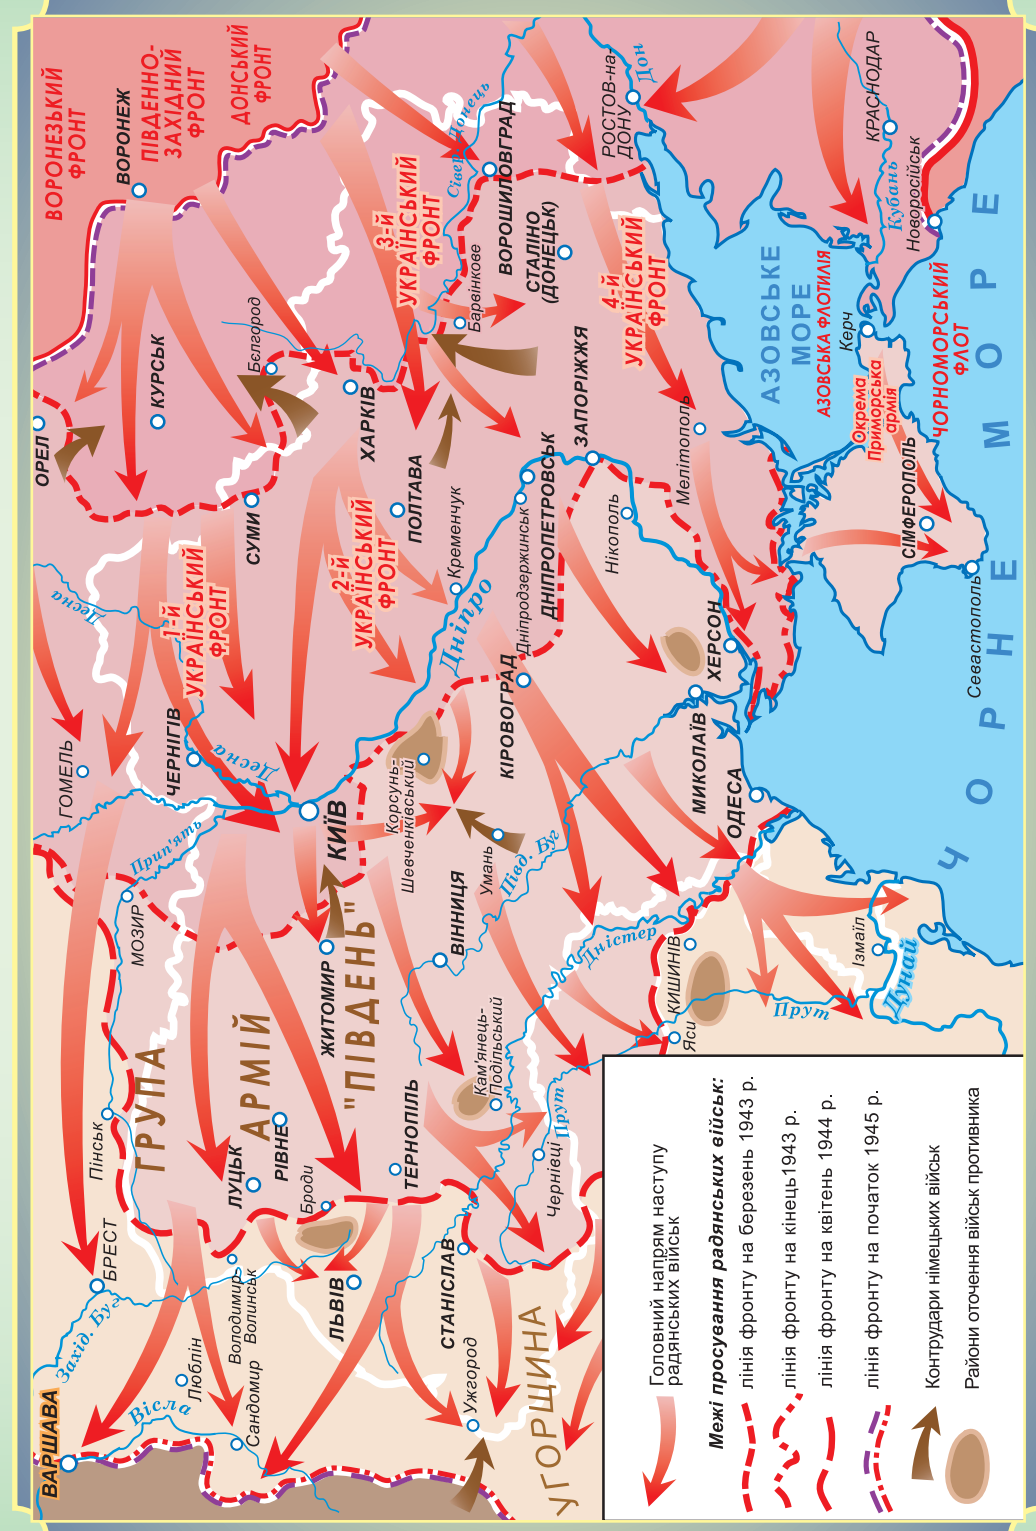 ВОРОНЕЗЬКИЙ
ФРОНТ
ВОРОНЕЖ
ПІВДЕННО-
ЗАХІДНИЙ
ФРОНТ
ДОНСЬКИЙ
ФРОНТ
ОРЕЛ
КУРСЬК
Бєлгород
ХАРКІВ
СУМИ
ПОЛТАВА
3-й
УКРАЇНСЬКИЙ
ФРОНТ
Сівер. Донець
Барвінкове
ВОРОШИЛОВГРАД
СТАЛІНО
(ДОНЕЦЬК)
РОСТОВ-на-
ДОНУ
Дон
КРАСНОДАР
Кубань
Новоросійськ
4-й
УКРАЇНСЬКИЙ
ФРОНТ
АЗОВСЬКЕ
МОРЕ
АЗОВСЬКА ФЛОТИЛІЯ
Керч
Окрема
Приморська
армія
ЧОРНОМОРСЬКИЙ
ФЛОТ
СІМФЕРОПОЛЬ
Севастополь
ЧОРНЕ МОРЕ
ЗАПОРІЖЖЯ
Мелітополь
Нікополь
ДНІПРОПЕТРОВСЬК
Дніпродзержинськ
Кременчук
Дніпро
2-й
УКРАЇНСЬКИЙ
ФРОНТ
1-й
УКРАЇНСЬКИЙ
ФРОНТ
Десна
Десна
ГОМЕЛЬ
ЧЕРНІГІВ
Прип'ять
МОЗИР
КИЇВ
Корсунь-
Шевченківський
КІРОВОГРАД
ХЕРСОН
МИКОЛАЇВ
ОДЕСА
Умань
Півд. Буг
ВІННИЦЯ
ЖИТОМИР
ГРУПА
АРМІЙ
"ПІВДЕНЬ"
Дністер
КИШИНІВ
Яси
Прут
Ізмаїл
Дунай
Кам'янець-
Подільський
Прут
Чернівці
ТЕРНОПІЛЬ
РІВНЕ
ЛУЦЬК
Броди
Пінськ
БРЕСТ
Захід. Буг
Володимир-
Волинськ
ЛЬВІВ
СТАНІСЛАВ
Ужгород
УГОРЩИНА
Люблін
Сандомир
Вісла
ВАРШАВА
Головний напрям наступу
радянських військ
Межі просування радянських військ:
лінія фронту на березень 1943 р.
лінія фронту на кінець1943 р.
лінія фронту на квітень 1944 р.
лінія фронту на початок 1945 р.
Контрудари німецьких військ
Райони оточення військ противника